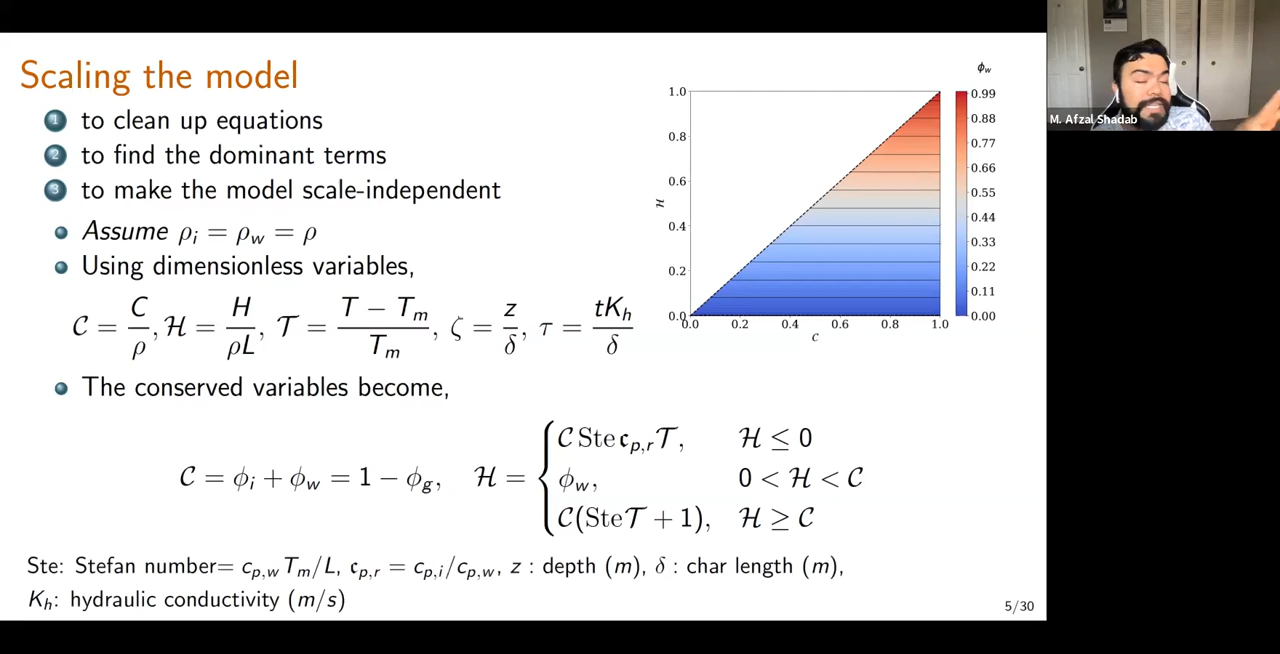 Scaling the model
1 to clean up equations
2 to find the dominant terms
3 to make the model scale-independent
Assume ρ_i = ρ_w = ρ
Using dimensionless variables,
𝒞 = C/ρ, ℋ = H/ρL, 𝒯 = (T − T_m)/T_m, ζ = z/δ, τ = tK_h/δ
The conserved variables become,
𝒞 = ϕ_i + ϕ_w = 1 − ϕ_g, ℋ = {
𝒞 Ste 𝔠_{p,r} 𝒯, ℋ ≤ 0
ϕ_w, 0 < ℋ < 𝒞
𝒞(Ste𝒯 + 1), ℋ ≥ 𝒞
Ste: Stefan number= c_{p,w} T_m/L, 𝔠_{p,r} = c_{p,i}/c_{p,w}, z : depth (m), δ : char length (m),
K_h: hydraulic conductivity (m/s)
5/30
ℋ
1.0
0.8
0.6
0.4
0.2
0.0
0.0 0.2 0.4 0.6 0.8 1.0
𝒞
ϕ_w
0.99
0.88
0.77
0.66
0.55
0.44
0.33
0.22
0.11
0.00
M. Afzal Shadab